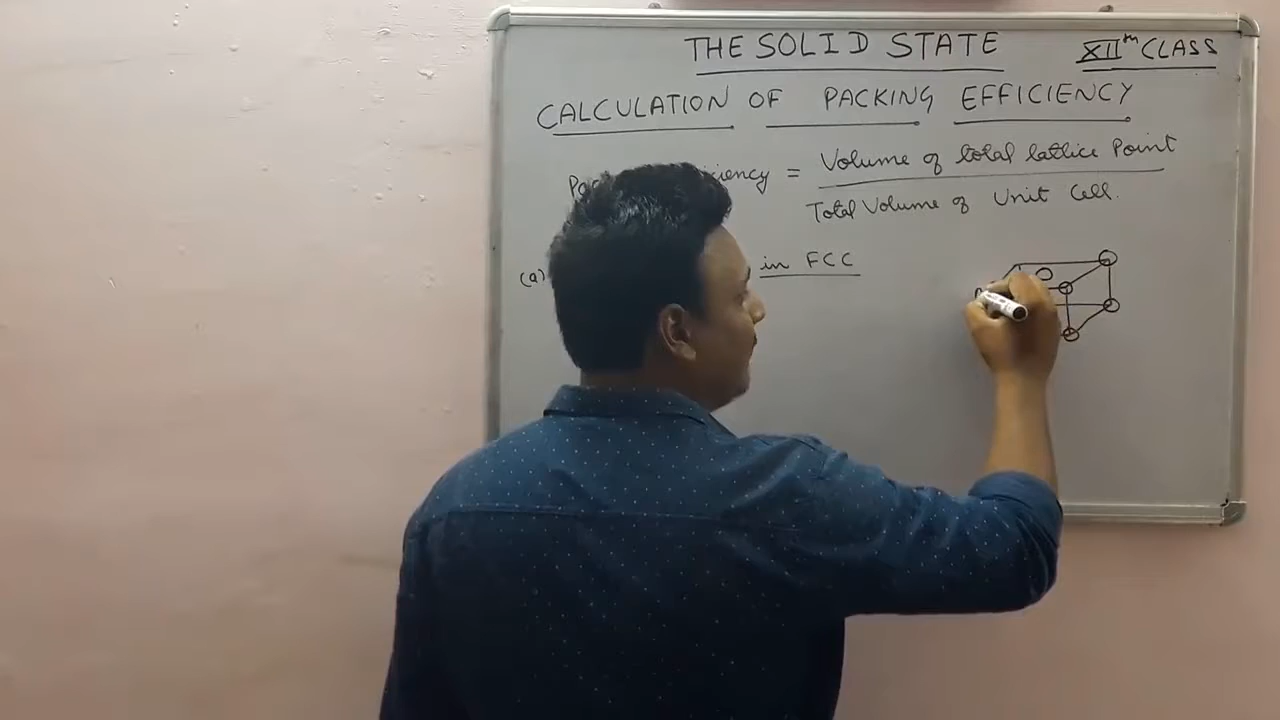 THE SOLID STATE XIIth CLASS
CALCULATION OF PACKING EFFICIENCY
= Volume of total lattice Point
Total Volume of Unit Cell.
(a) in FCC